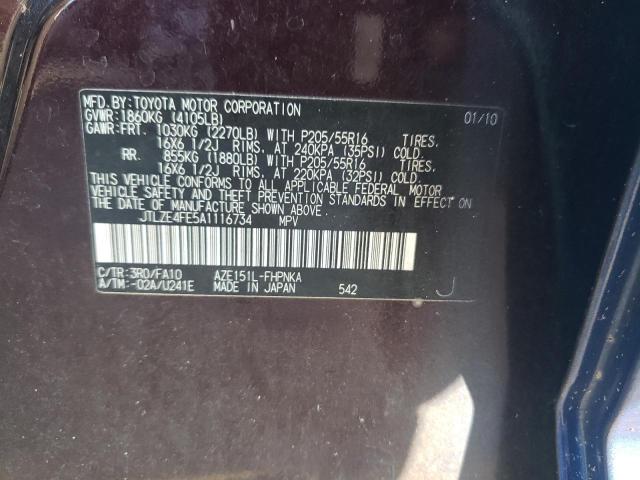 MFD. BY: TOYOTA MOTOR CORPORATION 01/10
GVWR: 1860KG (4105LB)
GAWR: FRT. 1030KG (2270LB) WITH P205/55R16 TIRES.
16X6 1/2J RIMS. AT 240KPA (35PSI) COLD.
RR. 855KG (1880LB) WITH P205/55R16 TIRES.
16X6 1/2J RIMS. AT 220KPA (32PSI) COLD.
THIS VEHICLE CONFORMS TO ALL APPLICABLE FEDERAL MOTOR
VEHICLE SAFETY AND THEFT PREVENTION STANDARDS IN EFFECT ON
THE DATE OF MANUFACTURE SHOWN ABOVE.
JTLZE4FE5A1116734 MPV
C/TR: 3R0/FA10 AZE151L-FHPNKA
A/TM: -02A/U241E MADE IN JAPAN 542 J